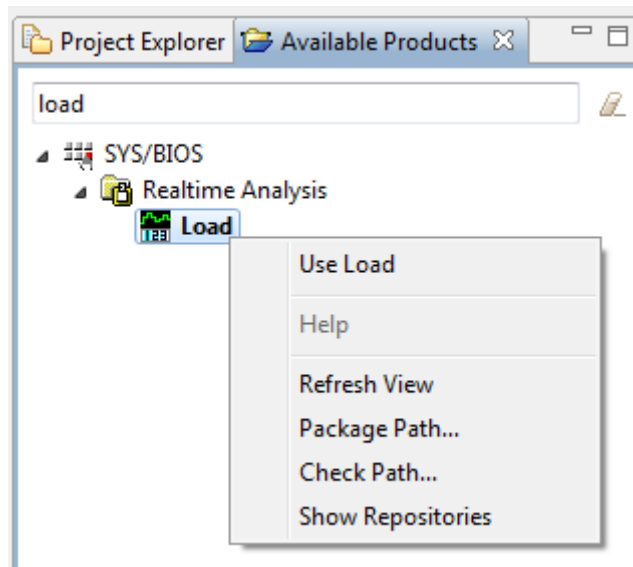 Project Explorer Available Products
load
SYS/BIOS
Realtime Analysis
123 Load
Use Load
Help
Refresh View
Package Path...
Check Path...
Show Repositories